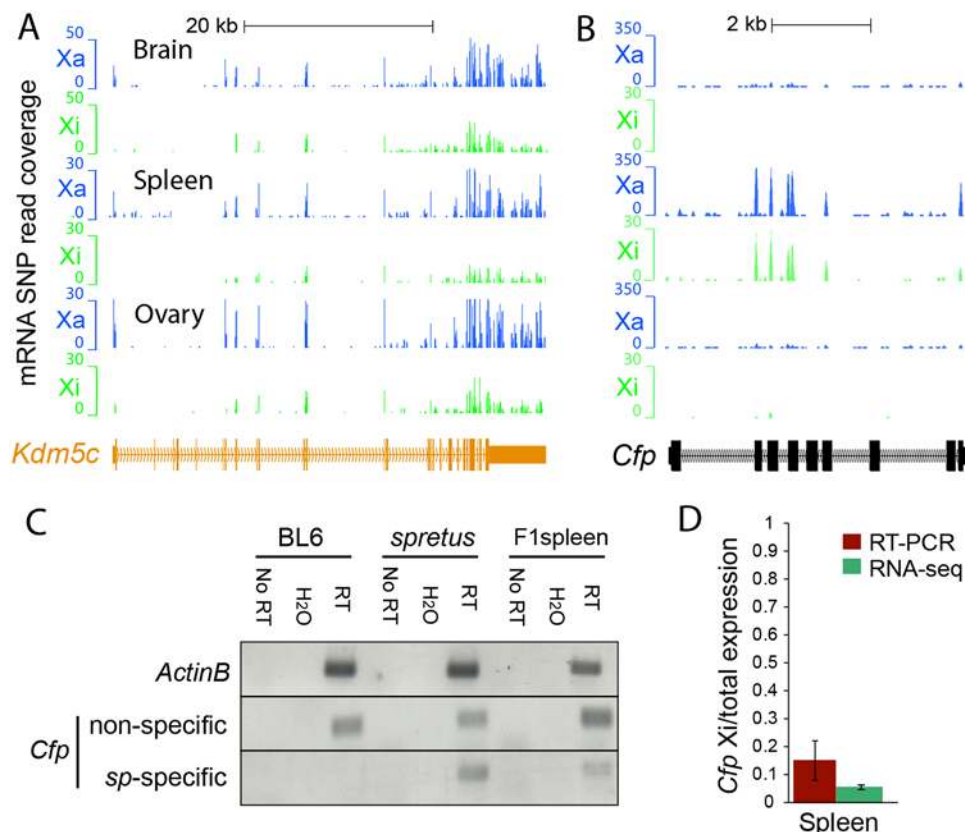 A
20 kb
B
2 kb
mRNA SNP read coverage
50
Xa
0
Brain
50
Xi
0
30
Xa
0
Spleen
30
Xi
0
30
Xa
0
Ovary
30
Xi
0
Kdm5c
350
Xa
0
30
Xi
0
350
Xa
0
30
Xi
0
350
Xa
0
30
Xi
0
Cfp
C
BL6
spretus
F1spleen
No RT
H2O
RT
No RT
H2O
RT
No RT
H2O
RT
ActinB
Cfp
non-specific
sp-specific
D
Cfp Xi/total expression
1
0.9
0.8
0.7
0.6
0.5
0.4
0.3
0.2
0.1
0
RT-PCR
RNA-seq
Spleen